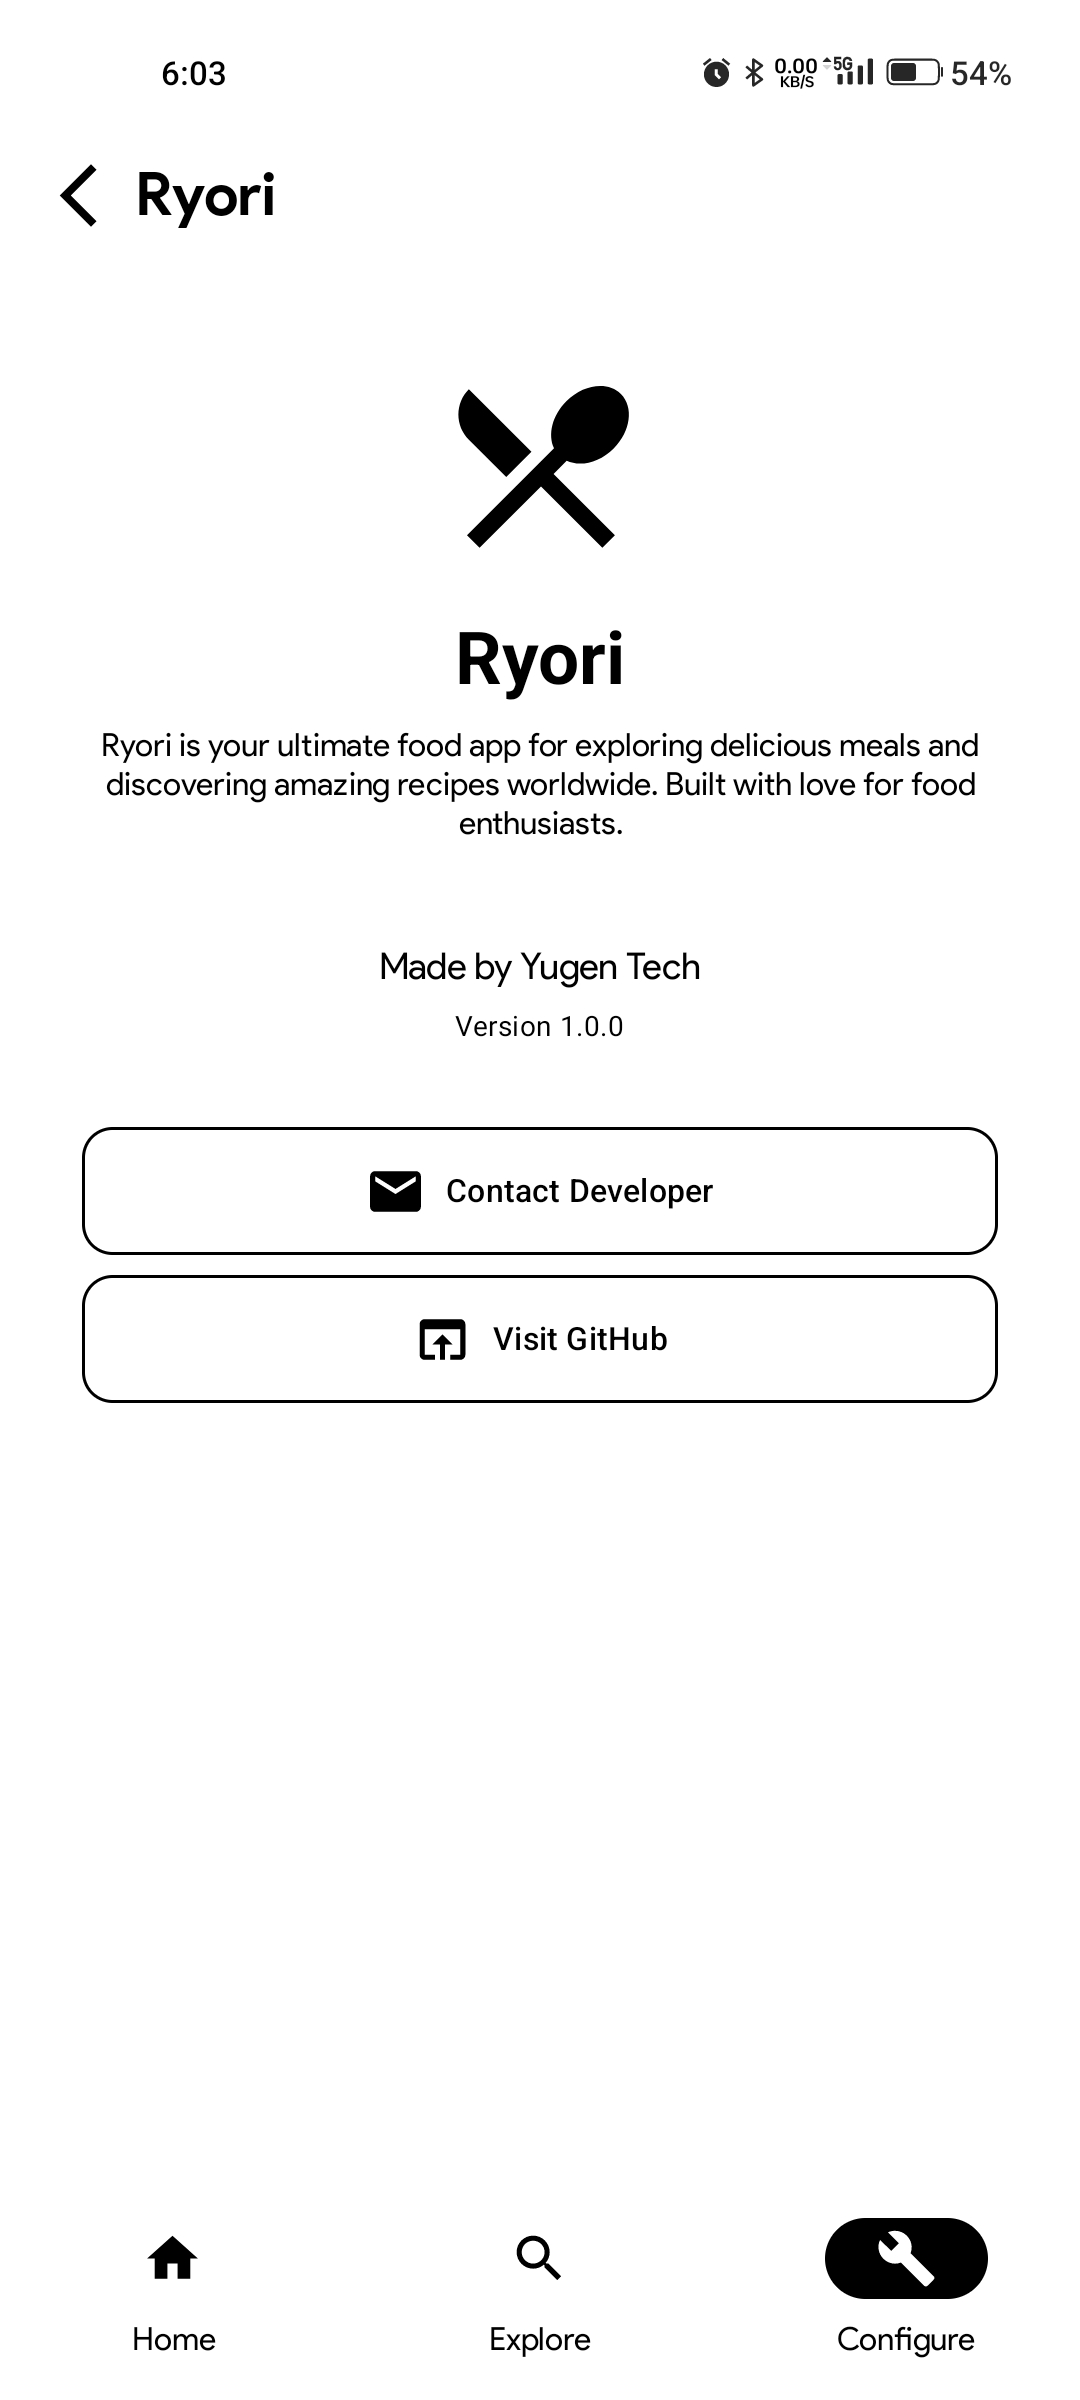 6:03
0.00 KB/S 5G 54%
Ryori
Ryori
Ryori is your ultimate food app for exploring delicious meals and
discovering amazing recipes worldwide. Built with love for food
enthusiasts.
Made by Yugen Tech
Version 1.0.0
Contact Developer
Visit GitHub
Home Explore Configure